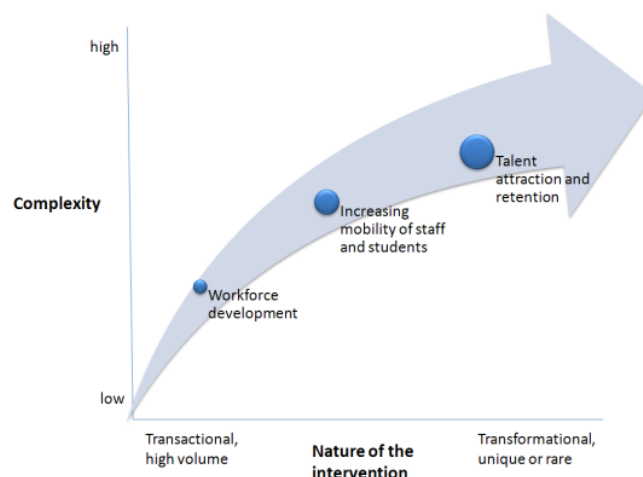 high
Complexity
low
Talent
attraction and
retention
Increasing
mobility of staff
and students
Workforce
development
Transactional,
high volume
Nature of the
intervention
Transformational,
unique or rare